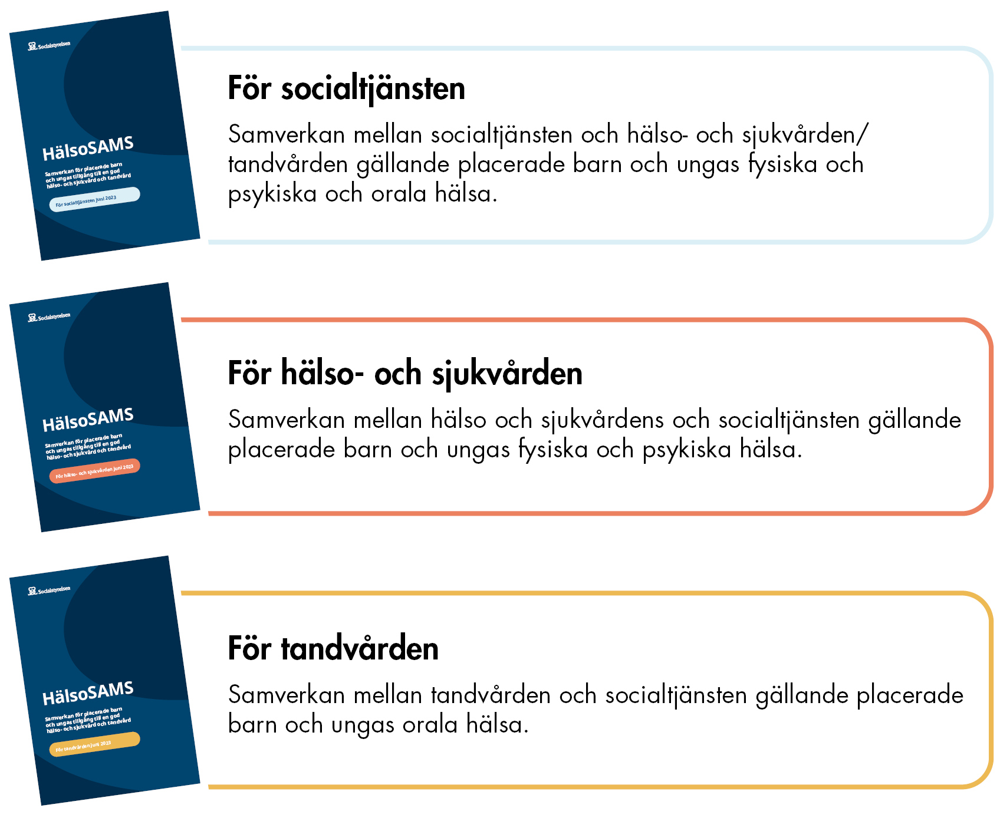 Socialstyrelsen
HälsoSAMS
Samverkan för placerade barn
och ungas tillgång till en god
hälso- och sjukvård och tandvård
För socialtjänsten juni 2023
För socialtjänsten
Samverkan mellan socialtjänsten och hälso- och sjukvården/
tandvården gällande placerade barn och ungas fysiska och
psykiska och orala hälsa.
Socialstyrelsen
HälsoSAMS
Samverkan för placerade barn
och ungas tillgång till en god
hälso- och sjukvård och tandvård
För hälso- och sjukvården juni 2023
För hälso- och sjukvården
Samverkan mellan hälso och sjukvårdens och socialtjänsten gällande
placerade barn och ungas fysiska och psykiska hälsa.
Socialstyrelsen
HälsoSAMS
Samverkan för placerade barn
och ungas tillgång till en god
hälso- och sjukvård och tandvård
För tandvården juni 2023
För tandvården
Samverkan mellan tandvården och socialtjänsten gällande placerade
barn och ungas orala hälsa.